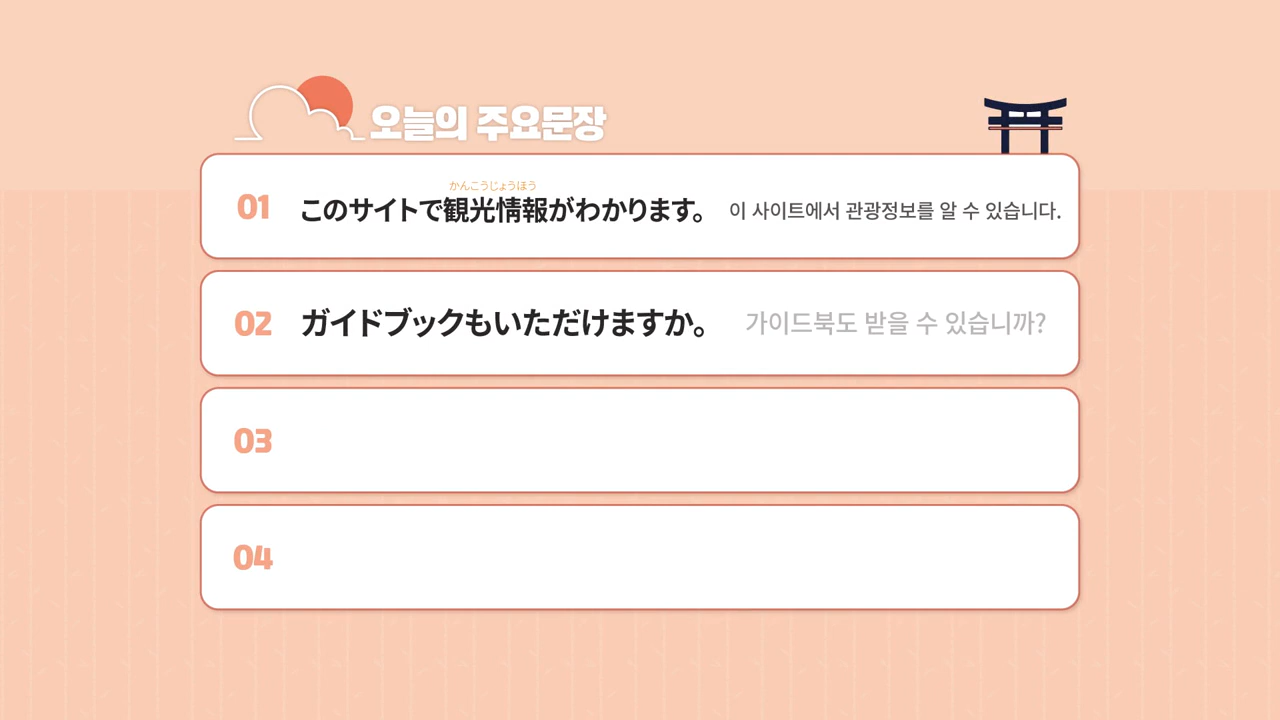 오늘의 주요문장
かんこうじょうほう
01 このサイトで観光情報がわかります。 이 사이트에서 관광정보를 알 수 있습니다.
02 ガイドブックもいただけますか。 가이드북도 받을 수 있습니까?
03
04